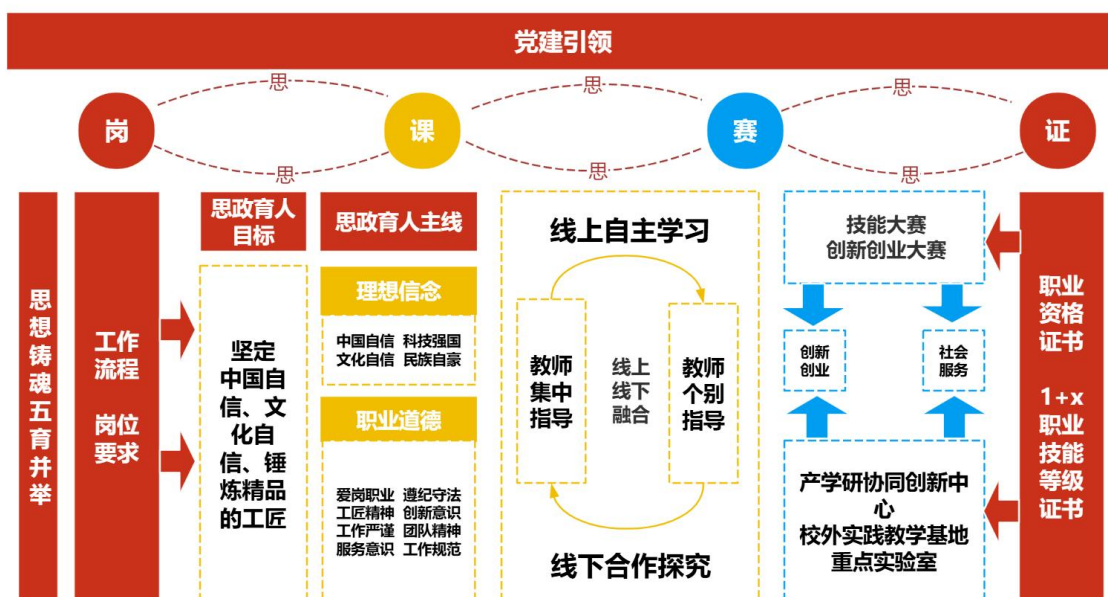 党建引领
思
思
思
岗
课
赛
证
思
思
思
思想铸魂五育并举
工作
流程
岗位
要求
思政育人
目标
坚定
中国自
信、文
化自
信、锤
炼精品
的工匠
思政育人主线
理想信念
中国自信 科技强国
文化自信 民族自豪
职业道德
爱岗职业 遵纪守法
工匠精神 创新意识
工作严谨 团队精神
服务意识 工作规范
线上自主学习
教师
集中
指导
线上
线下
融合
教师
个别
指导
线下合作探究
技能大赛
创新创业大赛
创新
创业
社会
服务
产学研协同创新中
心
校外实践教学基地
重点实验室
职业
资格
证书
1+x
职业
技能
等级
证书